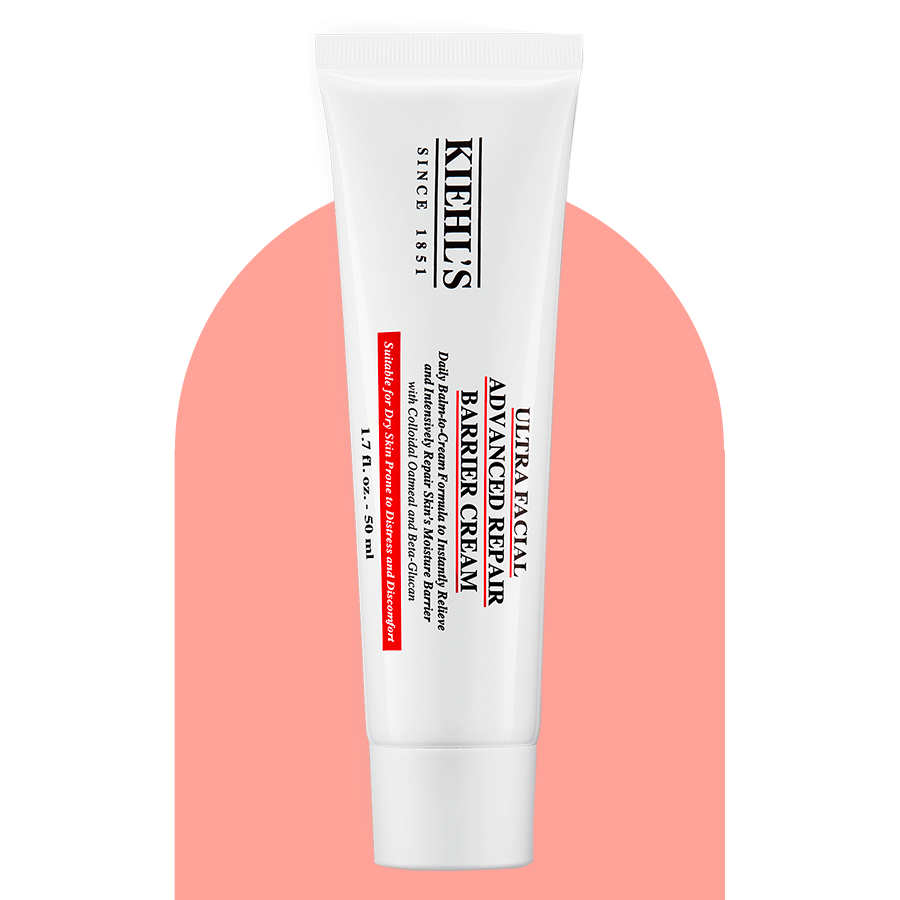 KIEHL'S
SINCE 1851
ULTRA FACIAL
ADVANCED REPAIR
BARRIER CREAM
Daily Balm-to-Cream Formula to Instantly Relieve
and Intensively Repair Skin's Moisture Barrier
with Colloidal Oatmeal and Beta-Glucan
Suitable for Dry Skin Prone to Distress and Discomfort
1.7 fl. oz. - 50 ml